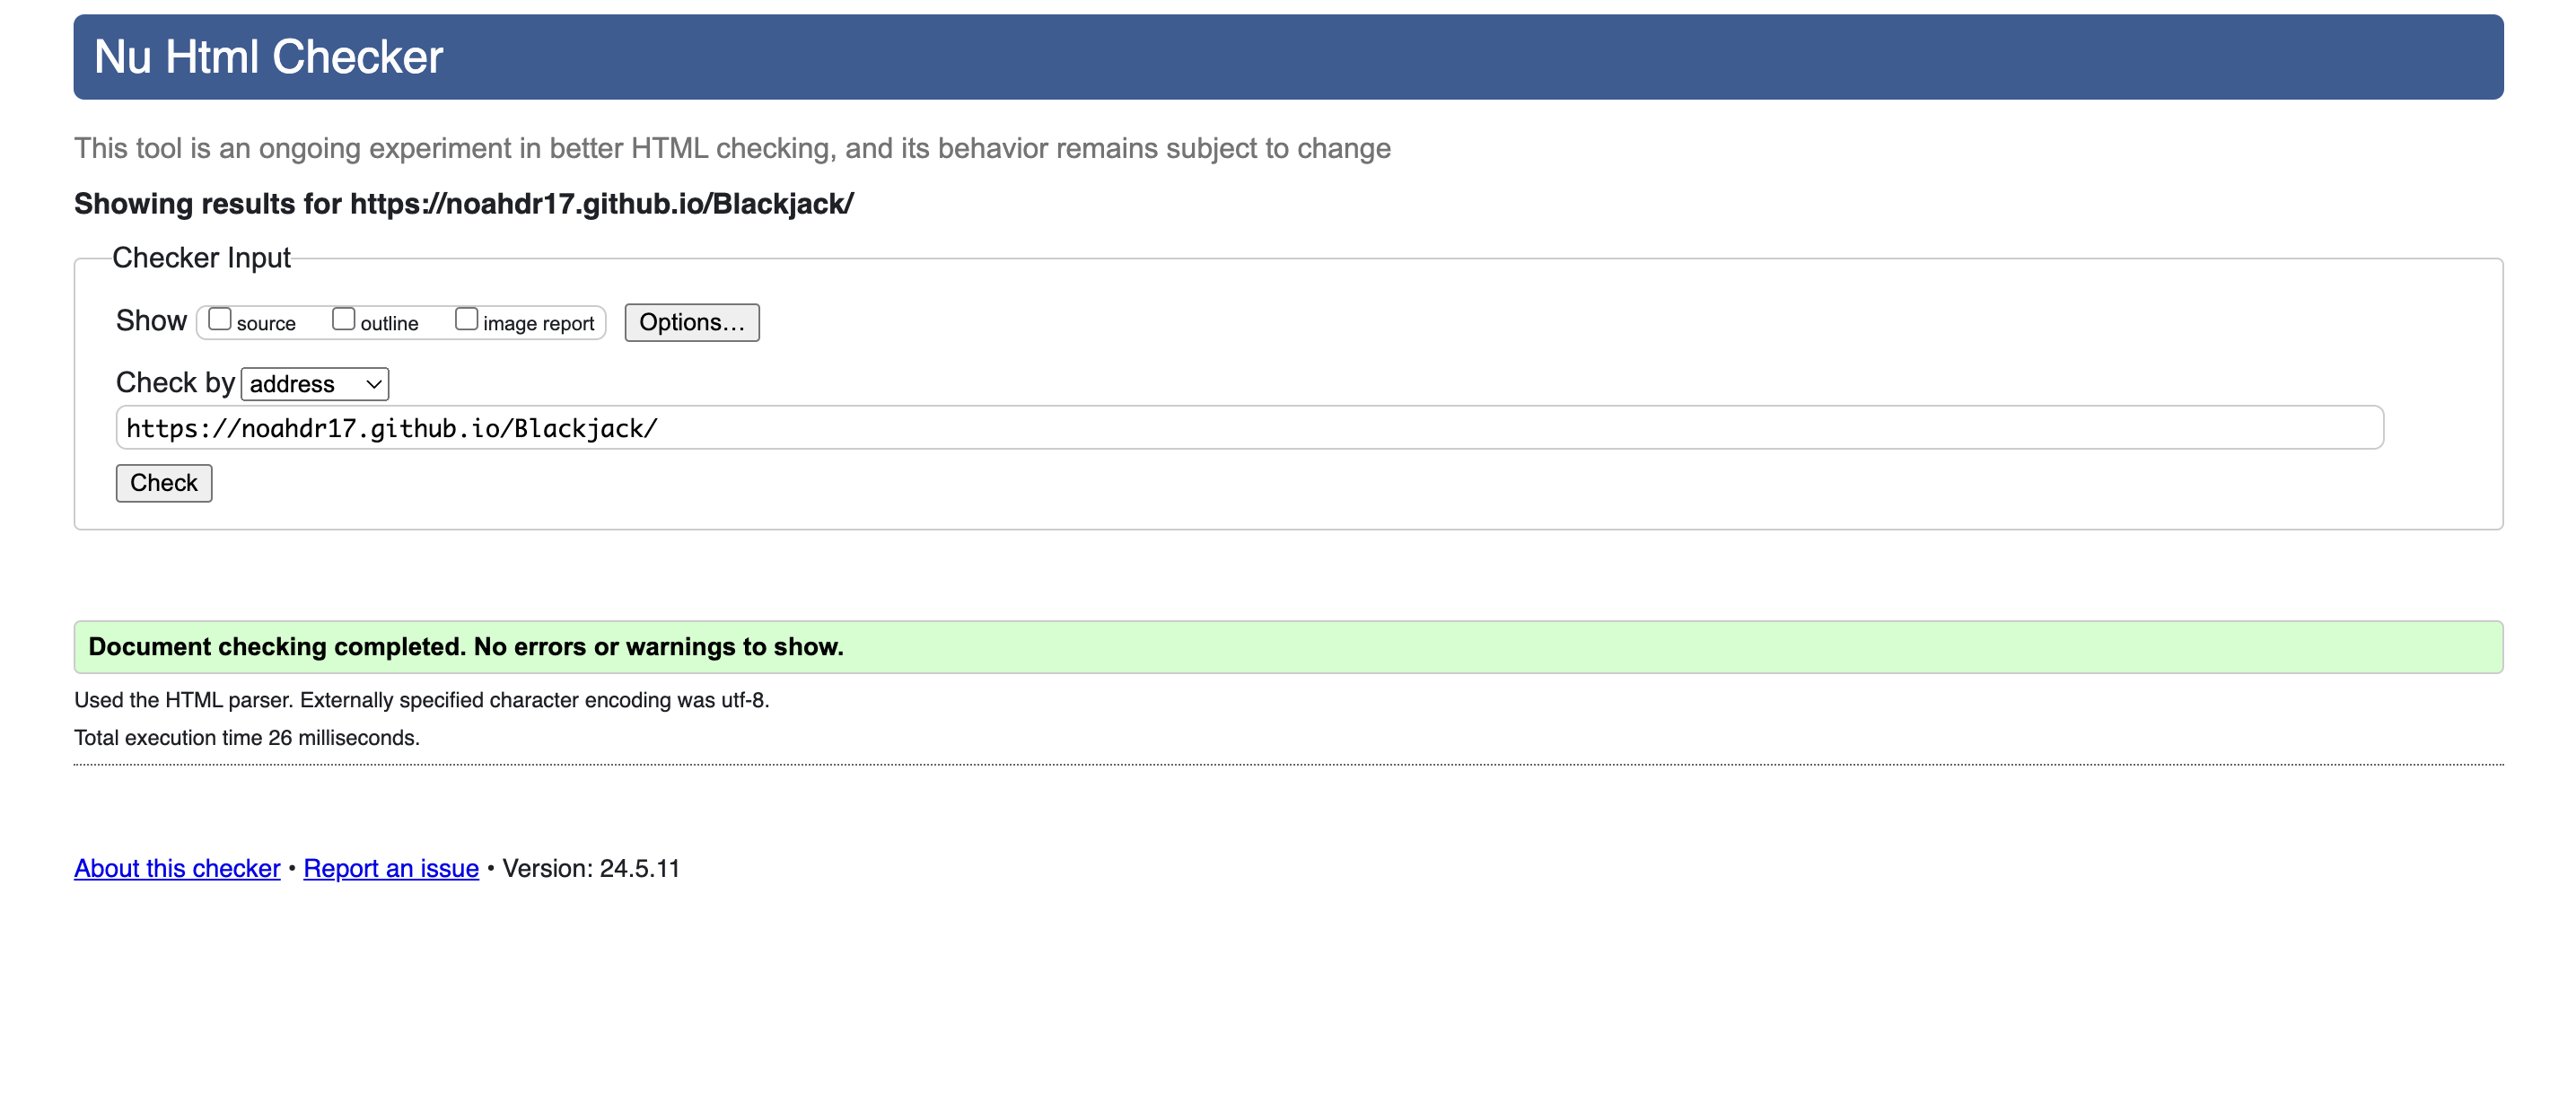 Nu Html Checker
This tool is an ongoing experiment in better HTML checking, and its behavior remains subject to change
Showing results for https://noahdr17.github.io/Blackjack/
Checker Input
Show source outline image report Options…
Check by address
https://noahdr17.github.io/Blackjack/
Check
Document checking completed. No errors or warnings to show.
Used the HTML parser. Externally specified character encoding was utf-8.
Total execution time 26 milliseconds.
About this checker • Report an issue • Version: 24.5.11